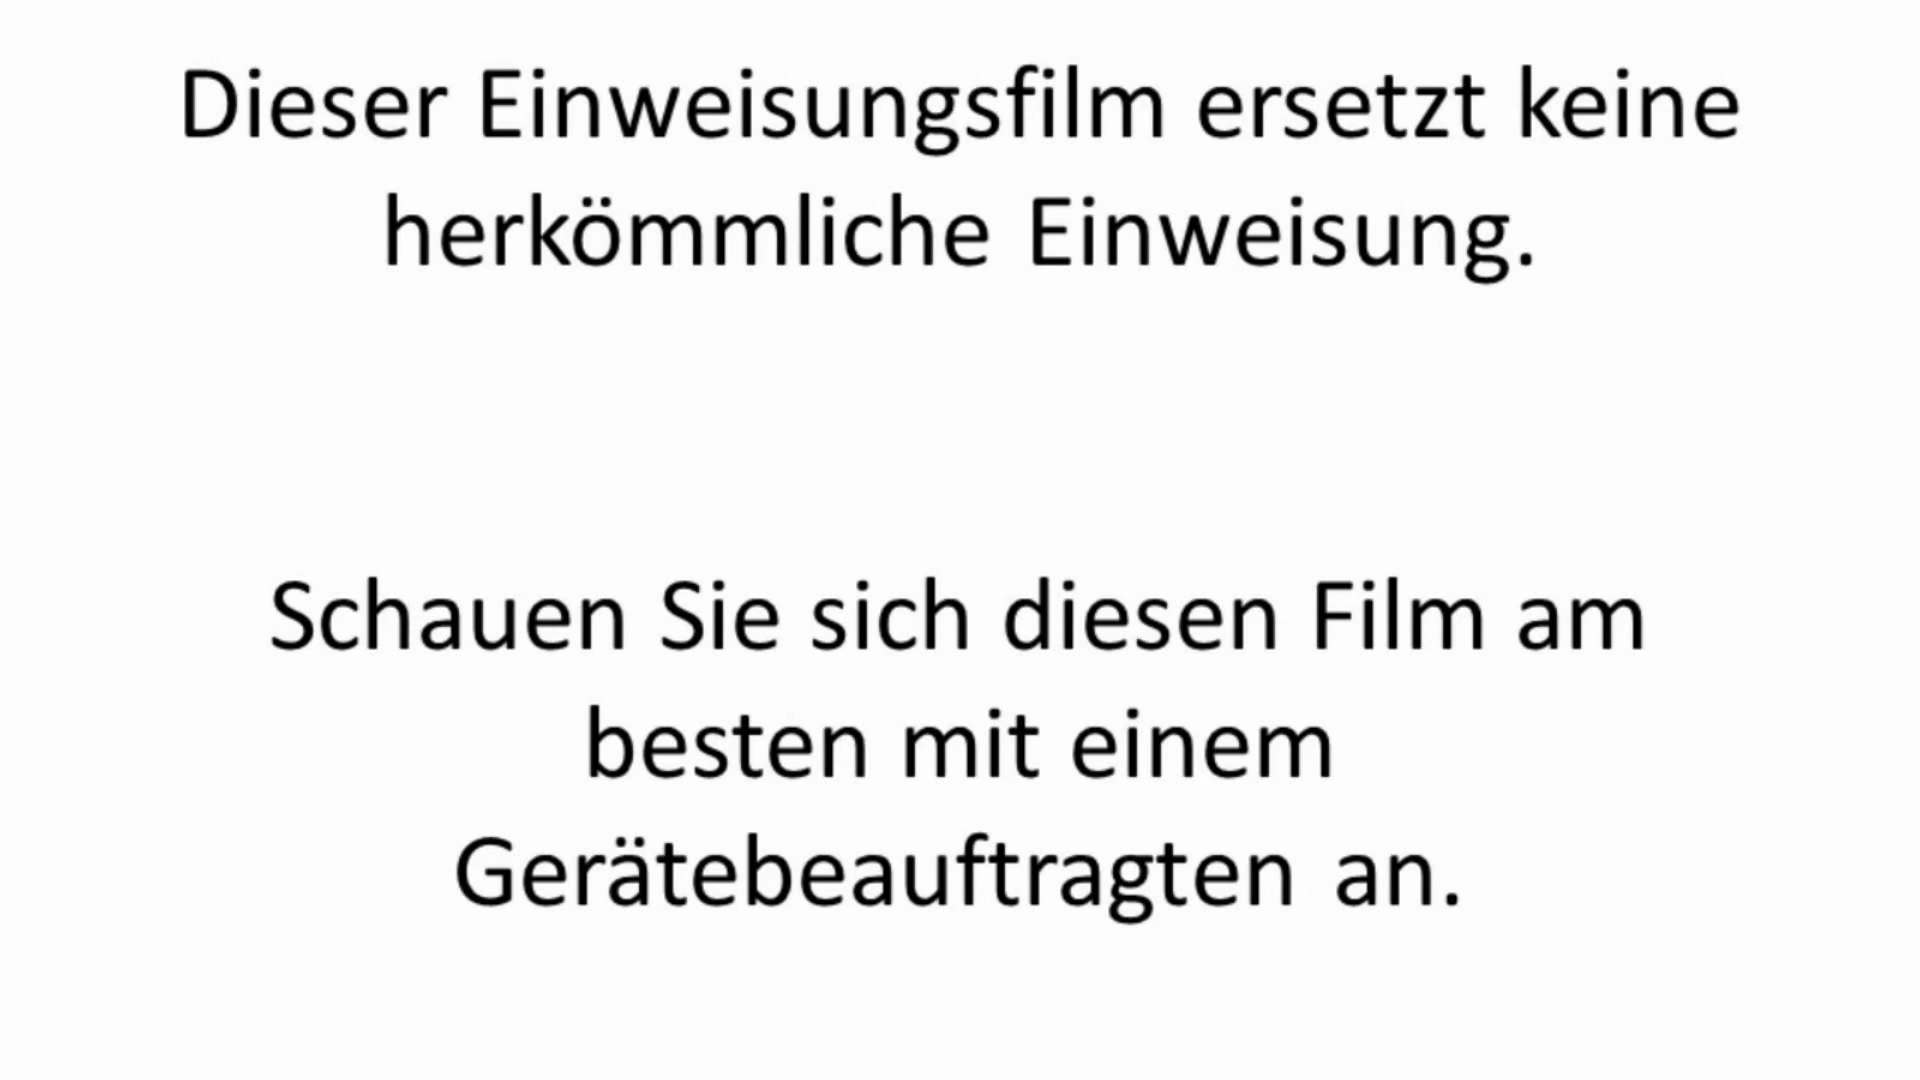 Dieser Einweisungsfilm ersetzt keine
herkömmliche Einweisung.
Schauen Sie sich diesen Film am
besten mit einem
Gerätebeauftragten an.